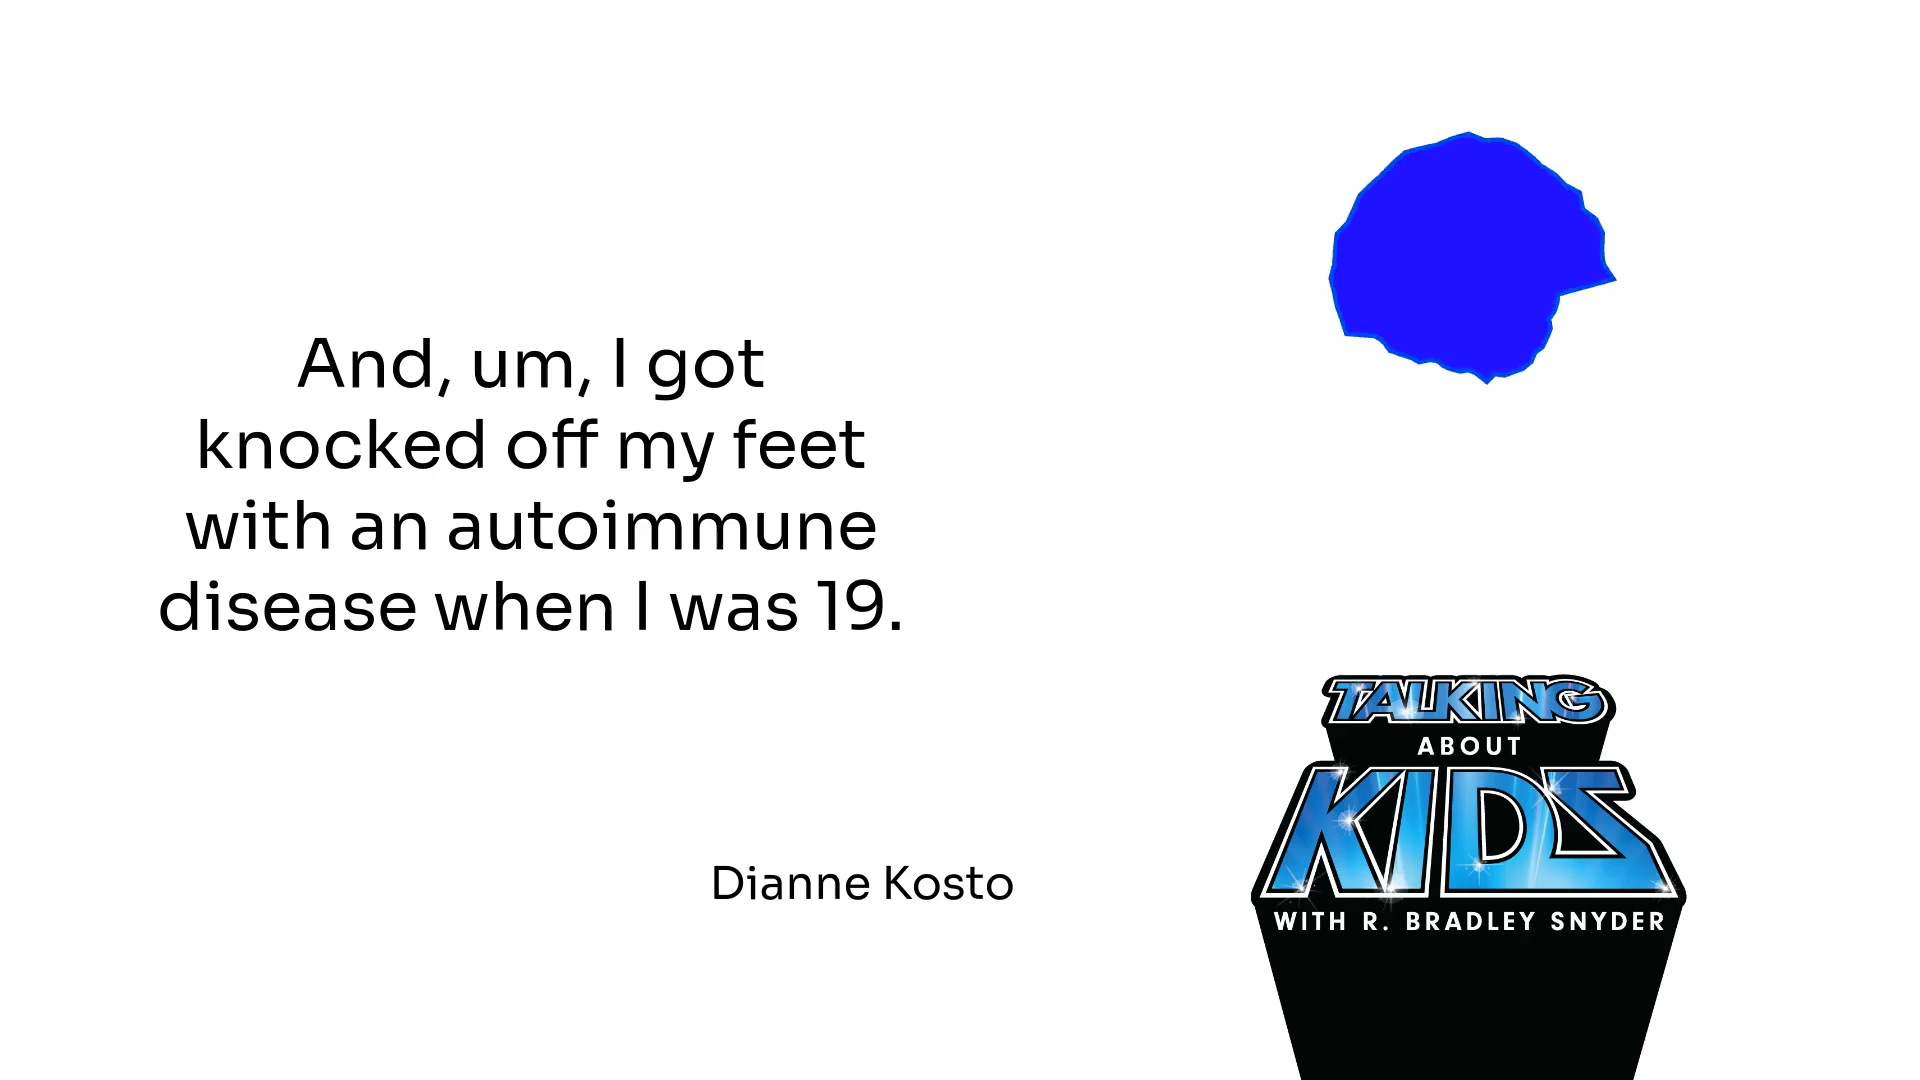 And, um, I got
knocked off my feet
with an autoimmune
disease when I was 19.
Dianne Kosto
TALKING
ABOUT
KIDS
WITH R. BRADLEY SNYDER